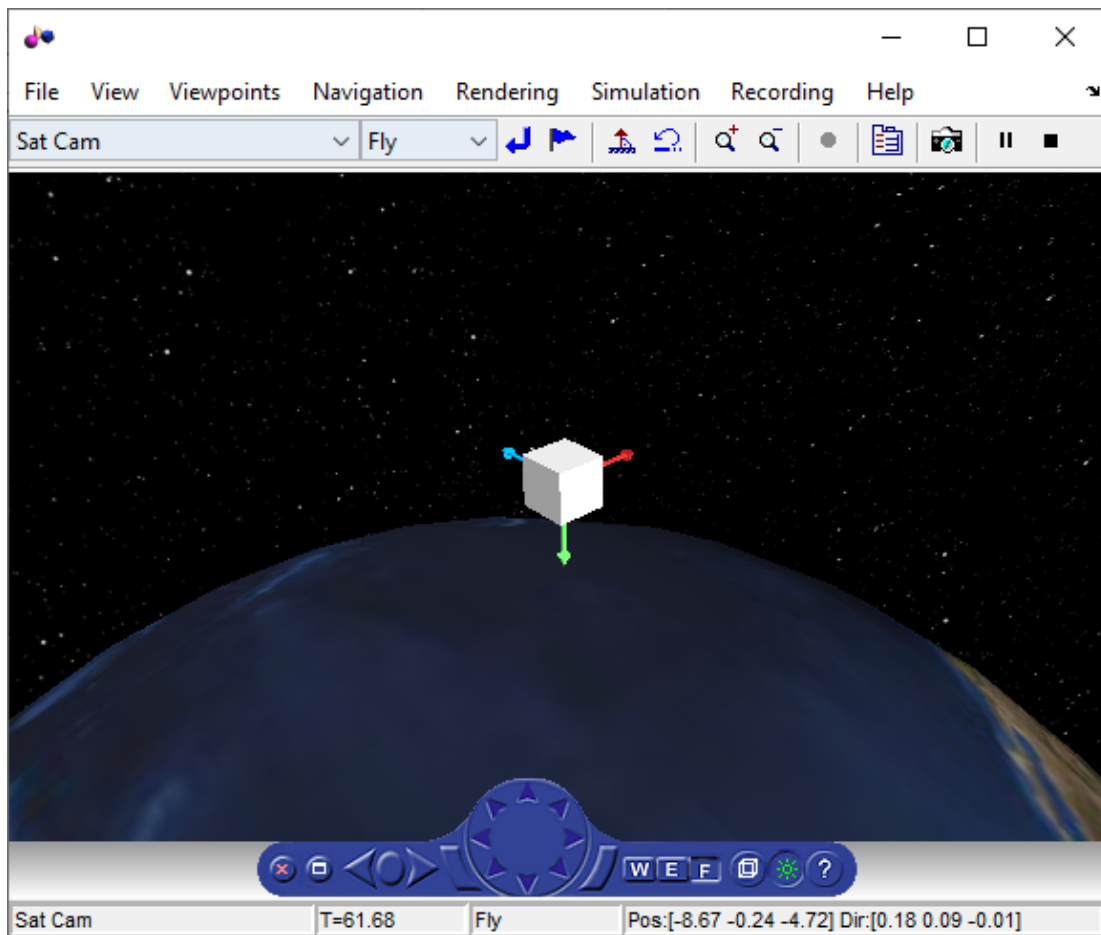 File View Viewpoints Navigation Rendering Simulation Recording Help
Sat Cam Fly
W E F ?
Sat Cam T=61.68 Fly Pos:[-8.67 -0.24 -4.72] Dir:[0.18 0.09 -0.01]